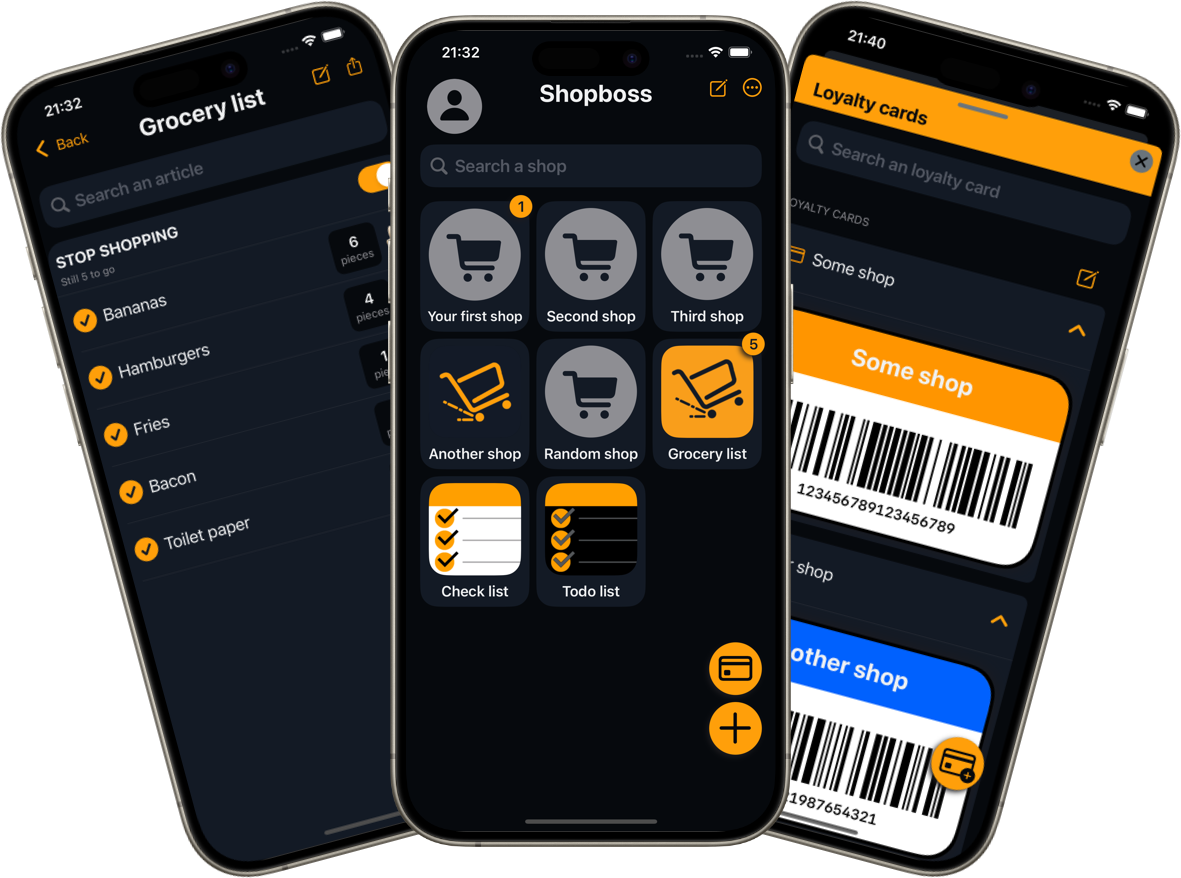 21:32
Back
Grocery list
Search an article
STOP SHOPPING
Still 5 to go
6
pieces
Bananas
4
pieces
Hamburgers
Fries
Bacon
Toilet paper
21:32
Shopboss
Search a shop
1
Your first shop
Second shop
Third shop
5
Another shop
Random shop
Grocery list
Check list
Todo list
21:40
Loyalty cards
Search an loyalty card
OYALTY CARDS
Some shop
Some shop
123456789123456789
r shop
other shop
1987654321